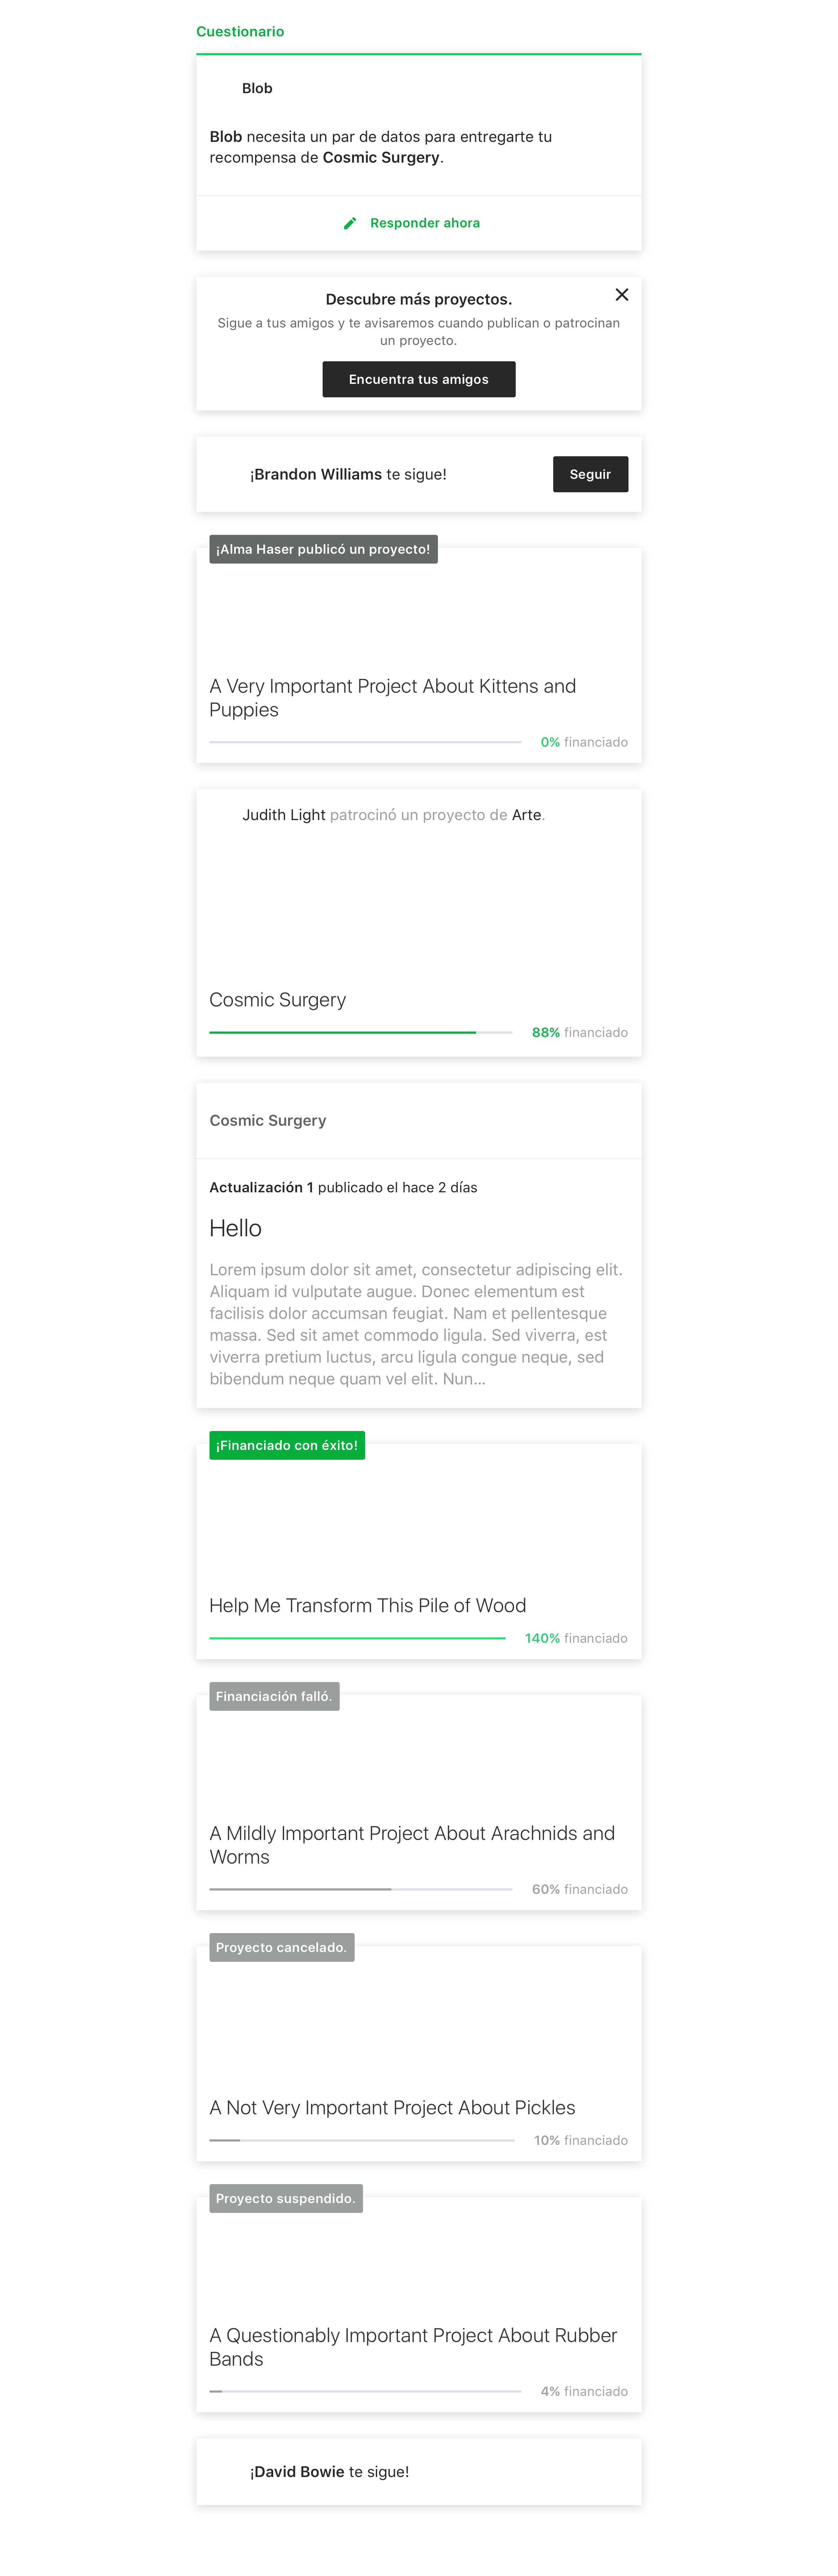 Cuestionario
Blob
Blob necesita un par de datos para entregarte tu
recompensa de Cosmic Surgery.
Responder ahora
Descubre más proyectos.
Sigue a tus amigos y te avisaremos cuando publican o patrocinan
un proyecto.
Encuentra tus amigos
¡Brandon Williams te sigue!
Seguir
¡Alma Haser publicó un proyecto!
A Very Important Project About Kittens and
Puppies
0% financiado
Judith Light patrocinó un proyecto de Arte.
Cosmic Surgery
88% financiado
Cosmic Surgery
Actualización 1 publicado el hace 2 días
Hello
Lorem ipsum dolor sit amet, consectetur adipiscing elit.
Aliquam id vulputate augue. Donec elementum est
facilisis dolor accumsan feugiat. Nam et pellentesque
massa. Sed sit amet commodo ligula. Sed viverra, est
viverra pretium luctus, arcu ligula congue neque, sed
bibendum neque quam vel elit. Nun...
¡Financiado con éxito!
Help Me Transform This Pile of Wood
140% financiado
Financiación falló.
A Mildly Important Project About Arachnids and
Worms
60% financiado
Proyecto cancelado.
A Not Very Important Project About Pickles
10% financiado
Proyecto suspendido.
A Questionably Important Project About Rubber
Bands
4% financiado
¡David Bowie te sigue!